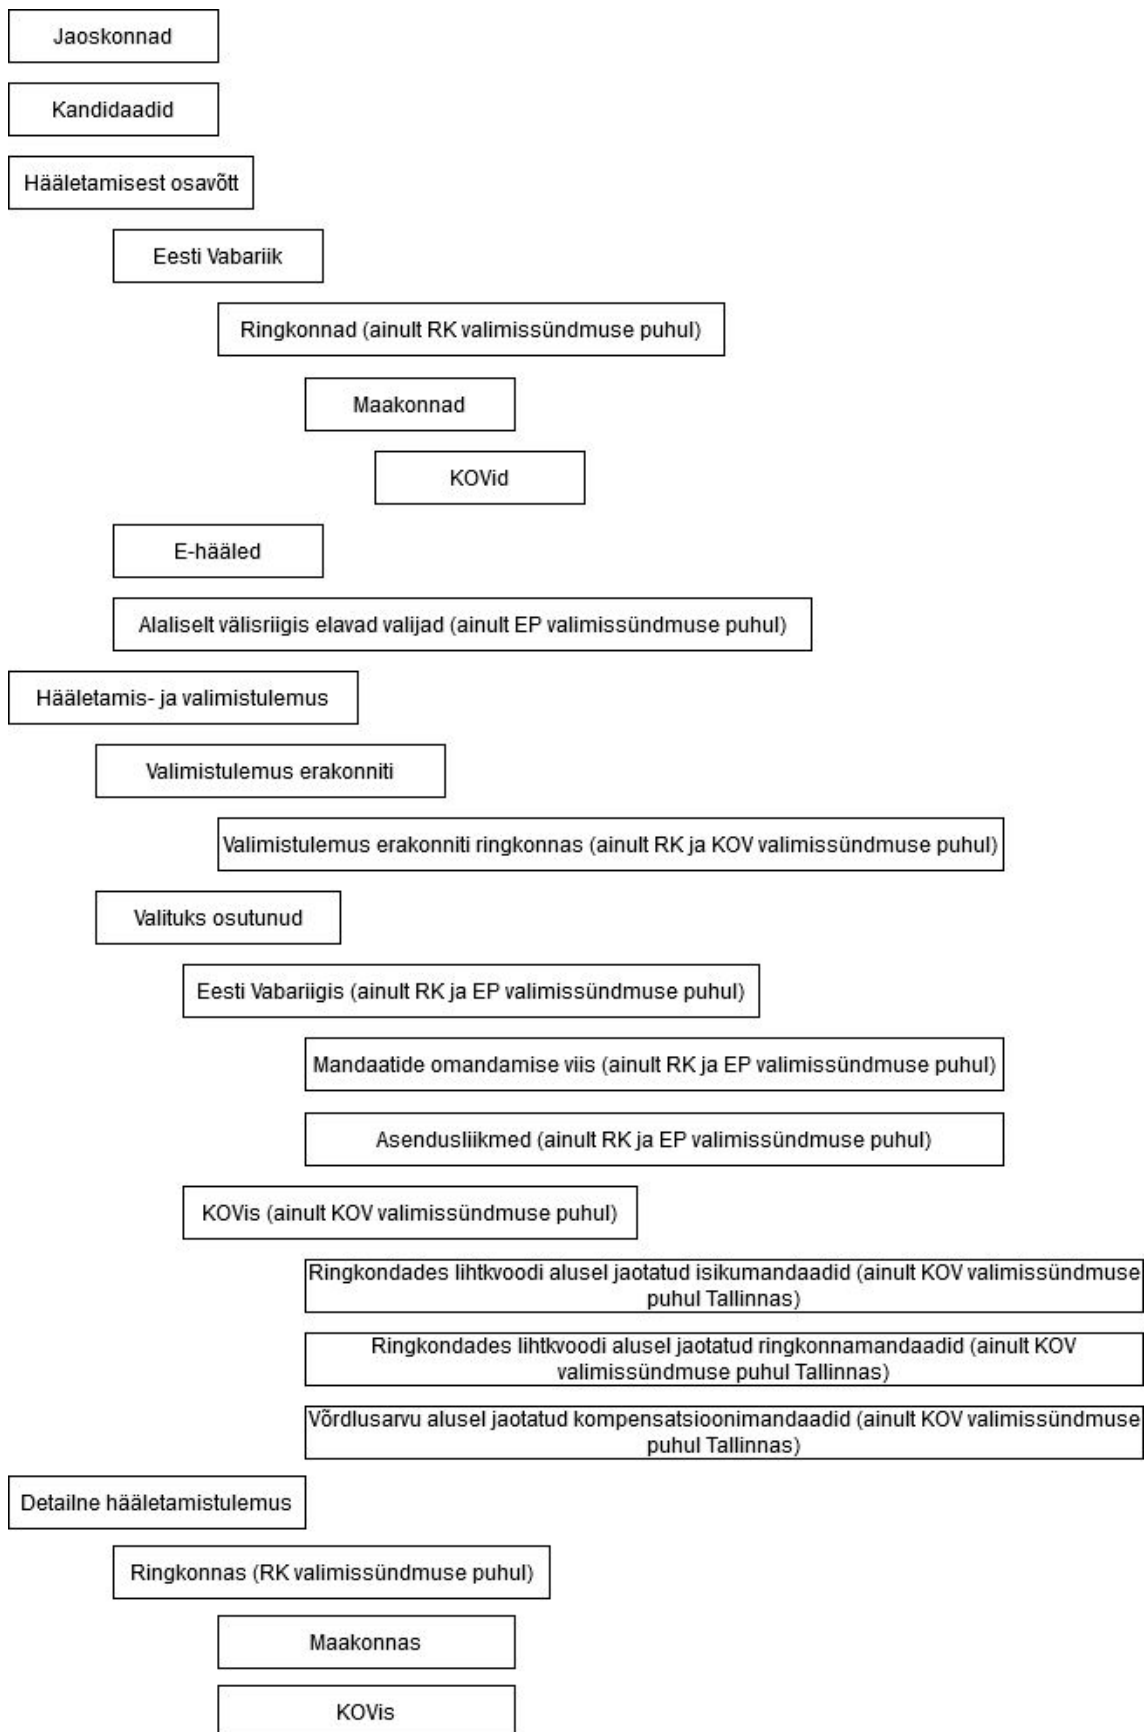 Jaoskonnad
Kandidaadid
Hääletamisest osavõtt
Eesti Vabariik
Ringkonnad (ainult RK valimissündmuse puhul)
Maakonnad
KOVid
E-hääled
Alaliselt välisriigis elavad valijad (ainult EP valimissündmuse puhul)
Hääletamis- ja valimistulemus
Valimistulemus erakonniti
Valimistulemus erakonniti ringkonnas (ainult RK ja KOV valimissündmuse puhul)
Valituks osutunud
Eesti Vabariigis (ainult RK ja EP valimissündmuse puhul)
Mandaatide omandamise viis (ainult RK ja EP valimissündmuse puhul)
Asendusliikmed (ainult RK ja EP valimissündmuse puhul)
KOVis (ainult KOV valimissündmuse puhul)
Ringkondades lihtkvoodi alusel jaotatud isikumandaadid (ainult KOV valimissündmuse
puhul Tallinnas)
Ringkondades lihtkvoodi alusel jaotatud ringkonnamandaadid (ainult KOV
valimissündmuse puhul Tallinnas)
Võrdlusarvu alusel jaotatud kompensatsioonimandaadid (ainult KOV valimissündmuse
puhul Tallinnas)
Detailne hääletamistulemus
Ringkonnas (RK valimissündmuse puhul)
Maakonnas
KOVis